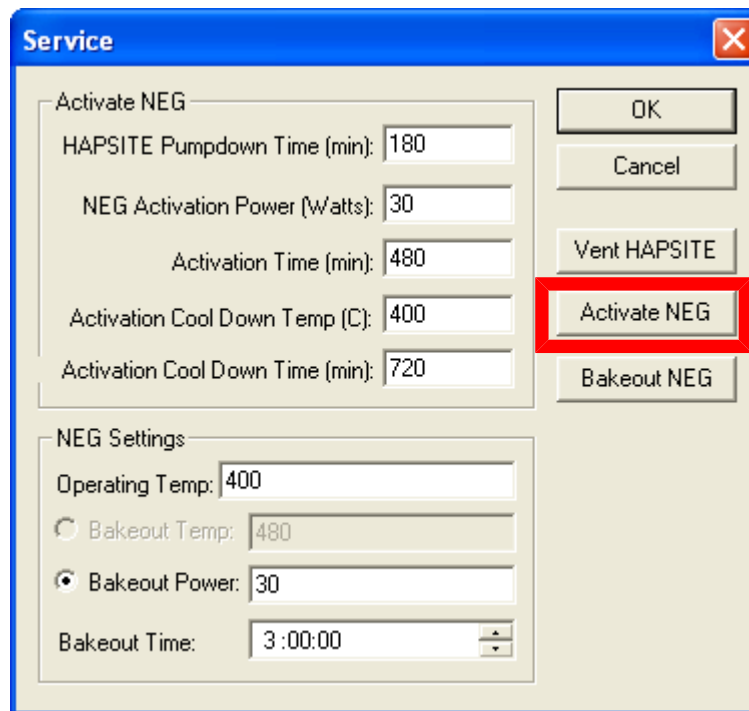 Service
Activate NEG
HAPSITE Pumpdown Time (min): 180
NEG Activation Power (Watts): 30
Activation Time (min): 480
Activation Cool Down Temp (C): 400
Activation Cool Down Time (min): 720
OK
Cancel
Vent HAPSITE
Activate NEG
Bakeout NEG
NEG Settings
Operating Temp: 400
Bakeout Temp: 480
Bakeout Power: 30
Bakeout Time: 3 :00:00